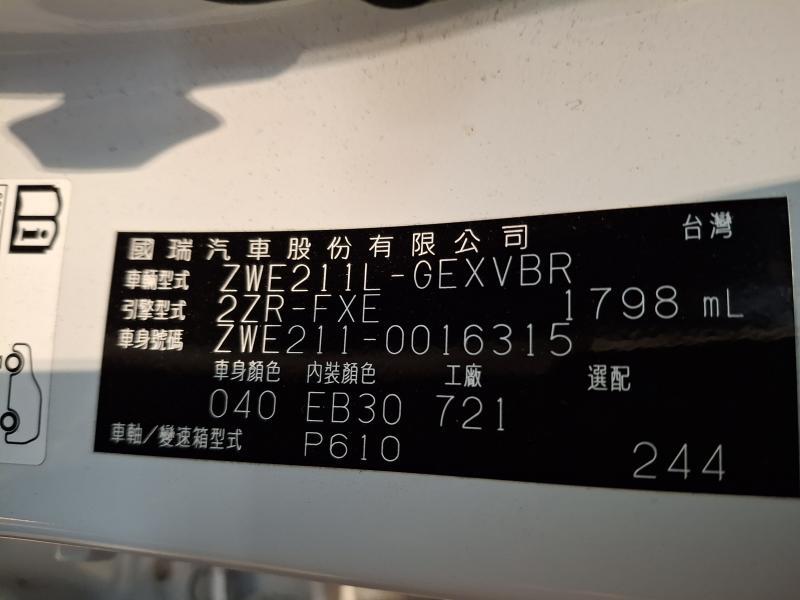 國瑞汽車股份有限公司 台灣
車輛型式 ZWE211L-GEXVBR
引擎型式 2ZR-FXE 1798 mL
車身號碼 ZWE211-0016315
車身顏色 內裝顏色 工廠 選配
040 EB30 721
車軸/變速箱型式 P610 244